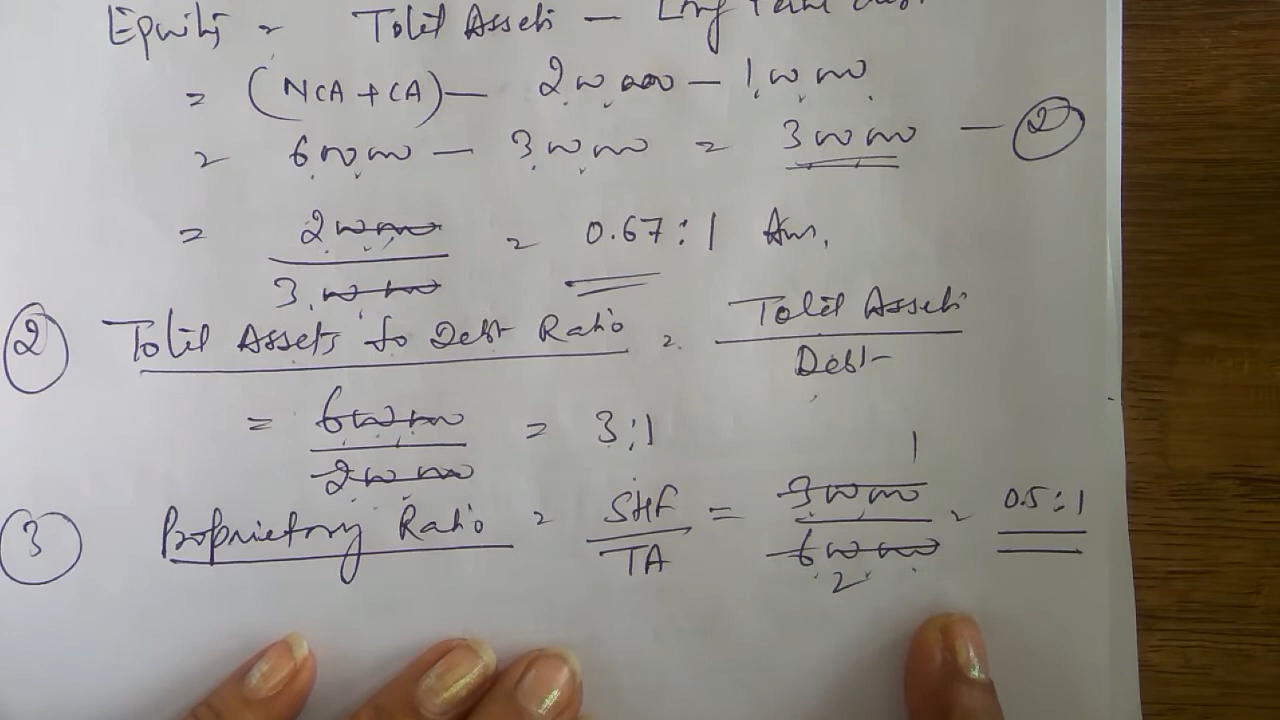 Equity = Total Assets - Long Term
= (NCA + CA) - 2,00,000 - 1,00,000
= 6,00,000 - 3,00,000 = 3,00,000 - ②
= 2,00,000 / 3,00,000 = 0.67:1 Ans.
② Total Assets to Debt Ratio = Total Assets / Debt
= 6,00,000 / 2,00,000 = 3:1
③ Proprietory Ratio = SHF / TA = 3,00,000 / 6,00,000 = 0.5:1
1
2